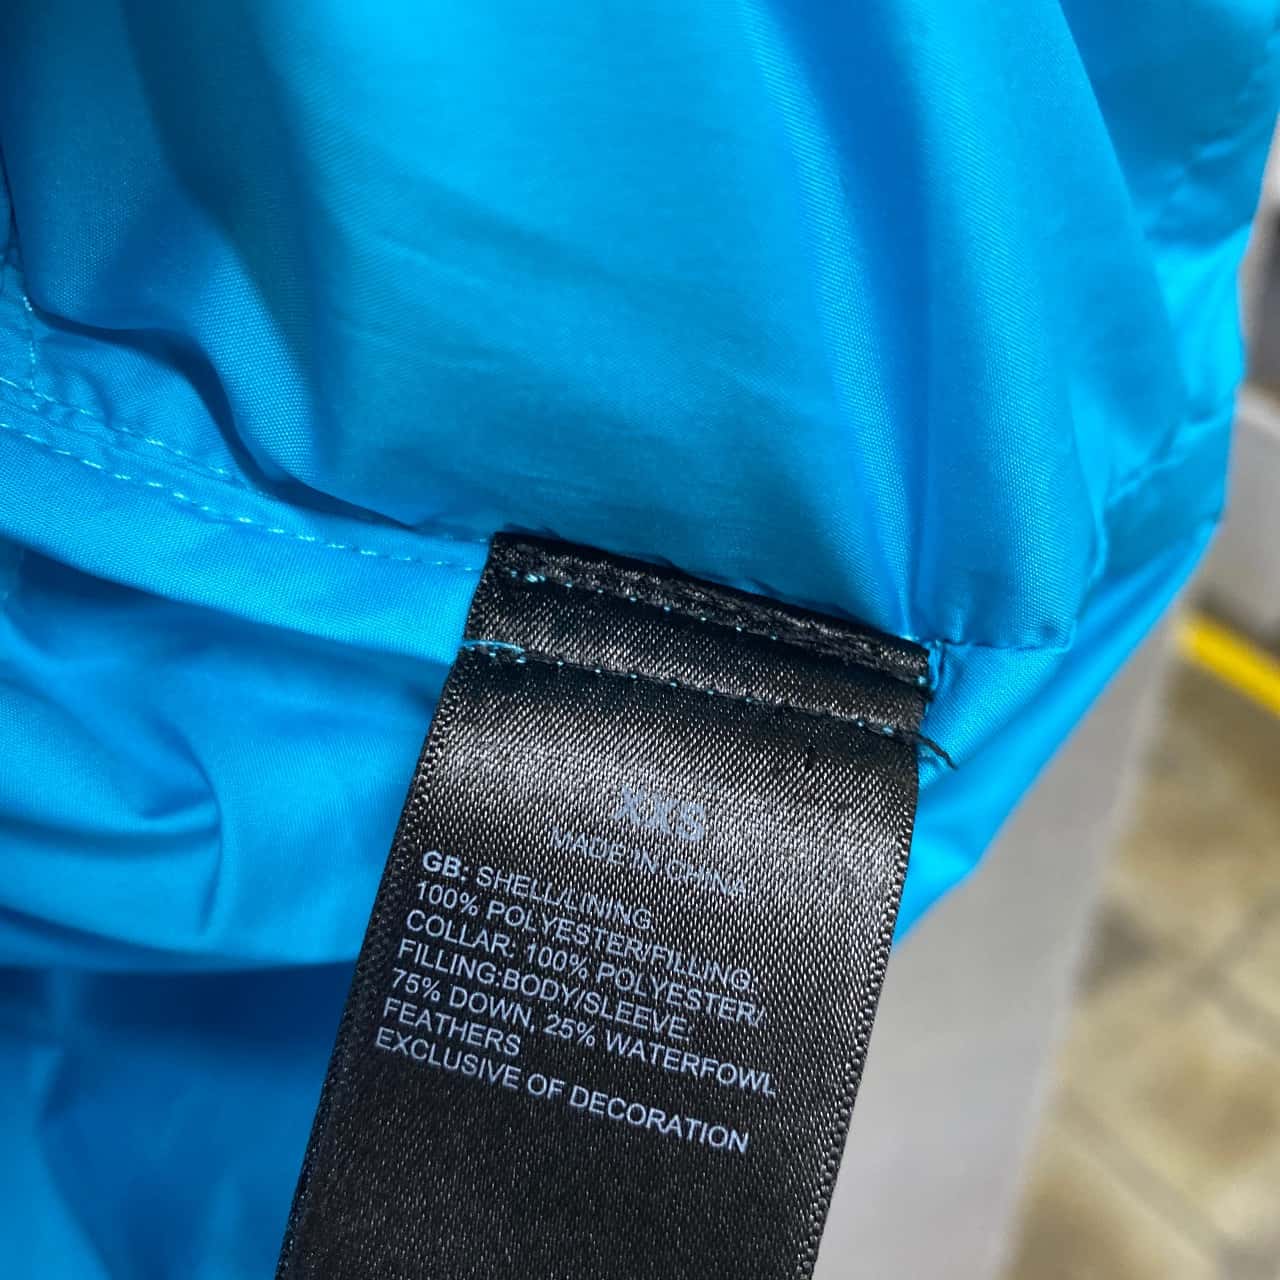 XXS
MADE IN CHINA
GB: SHELL/LINING,
100% POLYESTER/FILLING,
COLLAR, 100% POLYESTER/
FILLING:BODY/SLEEVE,
75% DOWN, 25% WATERFOWL
FEATHERS
EXCLUSIVE OF DECORATION